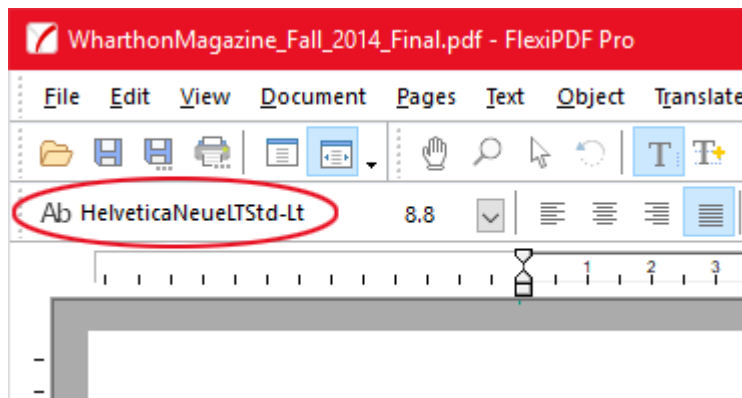 WharthonMagazine_Fall_2014_Final.pdf - FlexiPDF Pro
File Edit View Document Pages Text Object Translate
T T+
Ab HelveticaNeueLTStd-Lt 8.8
1 2 3